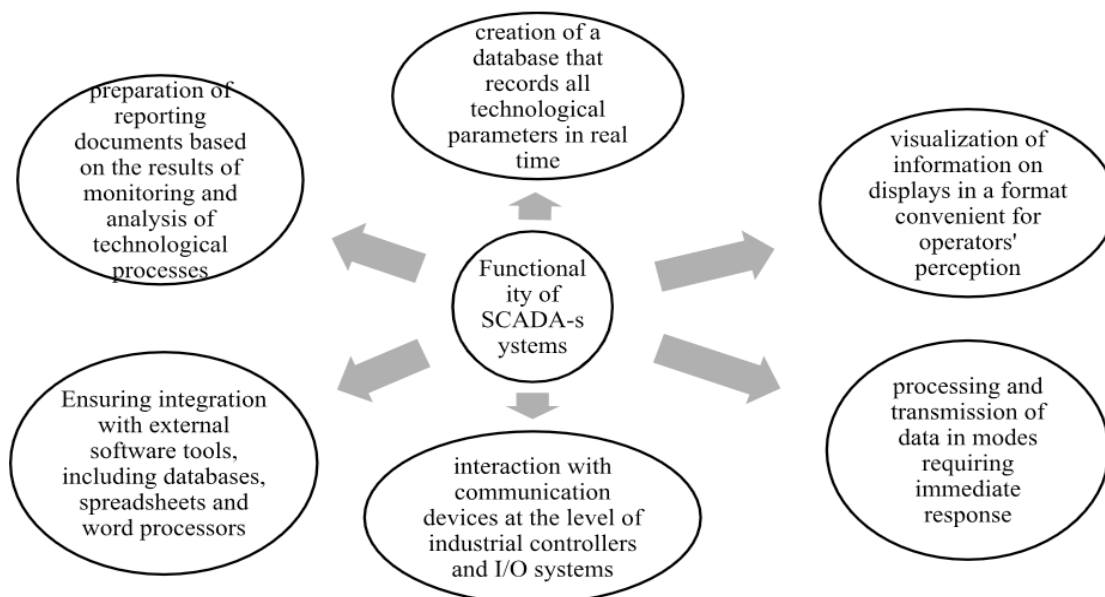 creation of a
database that
records all
technological
parameters in real
time
preparation of
reporting
documents based
on the results of
monitoring and
analysis of
technological
processes
visualization of
information on
displays in a format
convenient for
operators'
perception
Functional
ity of
SCADA-s
ystems
Ensuring integration
with external
software tools,
including databases,
spreadsheets and
word processors
interaction with
communication
devices at the level of
industrial controllers
and I/O systems
processing and
transmission of
data in modes
requiring
immediate
response